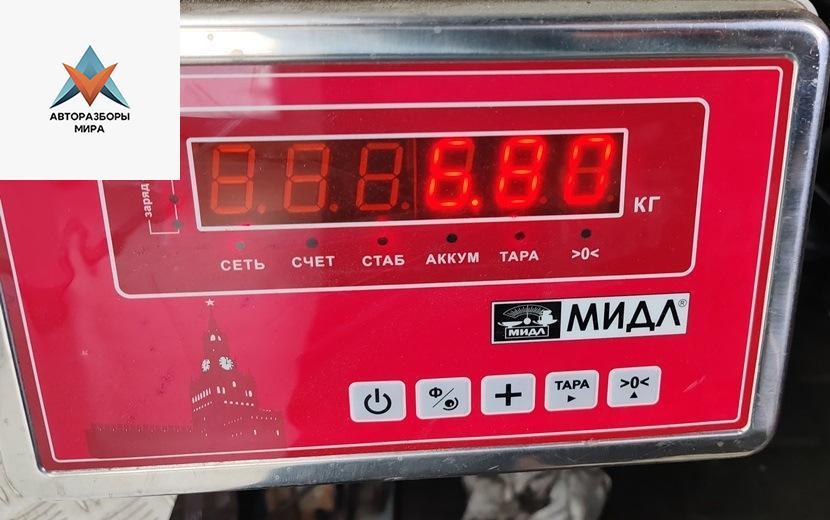 АВТОРАЗБОРЫ
МИРА
заряд
КГ
СЕТЬ СЧЕТ СТАБ АККУМ ТАРА >0<
МИДЛ МИДЛ®
Ф/ + ТАРА >0<